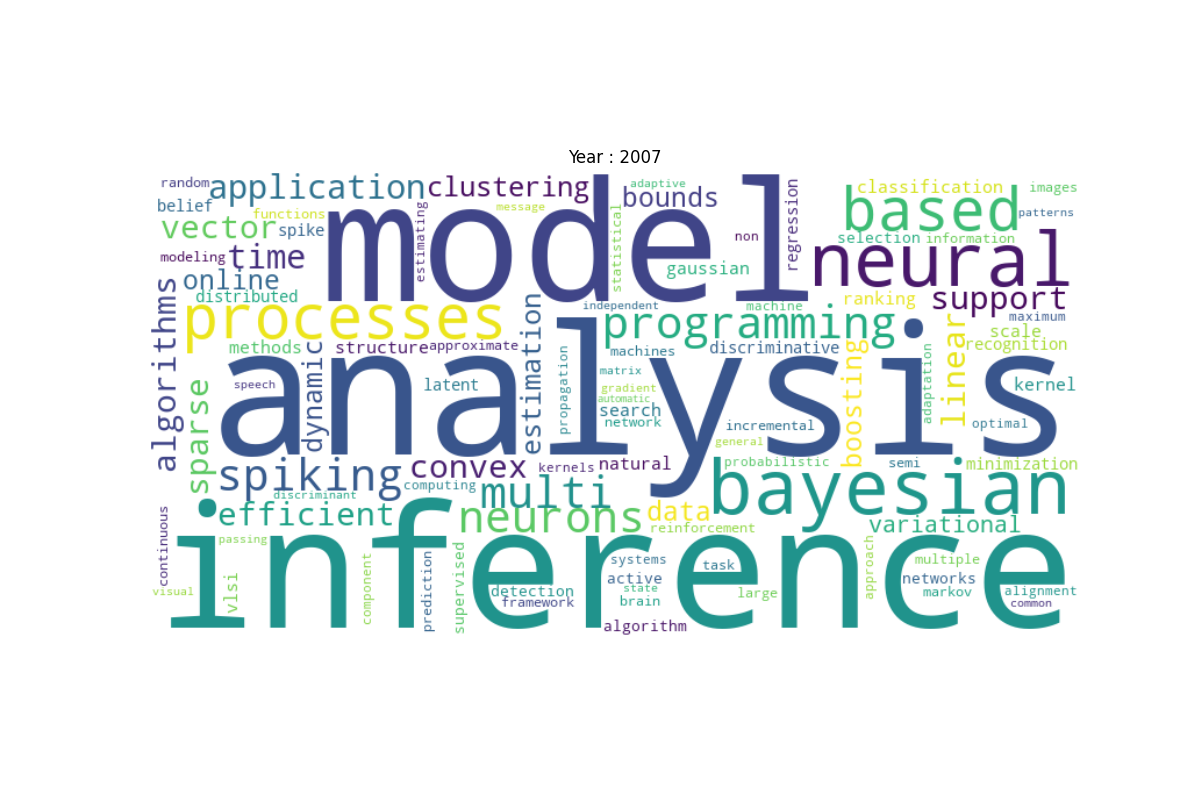 Year : 2007
random
application
clustering
adaptive
bounds
regression
classification
images
belief
functions
message
based
patterns
vector
spike
estimating
model
statistical
non
selection
information
modeling
time
gaussian
neural
online
distributed
algorithms
processes
independent
machine
ranking
support
maximum
programming
scale
methods
structure
approximate
estimation
machines
discriminative
linear
recognition
dynamic
propagation
matrix
boosting
adaptation
speech
latent
analysis
gradient
automatic
kernel
sparse
search
network
incremental
optimal
general
spiking
convex
kernels
natural
probabilistic
semi
minimization
computing
multi
bayesian
discriminant
efficient
neurons
data
reinforcement
variational
continuous
passing
inference
visual
vlsi
component
prediction
supervised
detection
framework
systems
active
state
brain
task
large
approach
multiple
networks
markov
alignment
common
algorithm